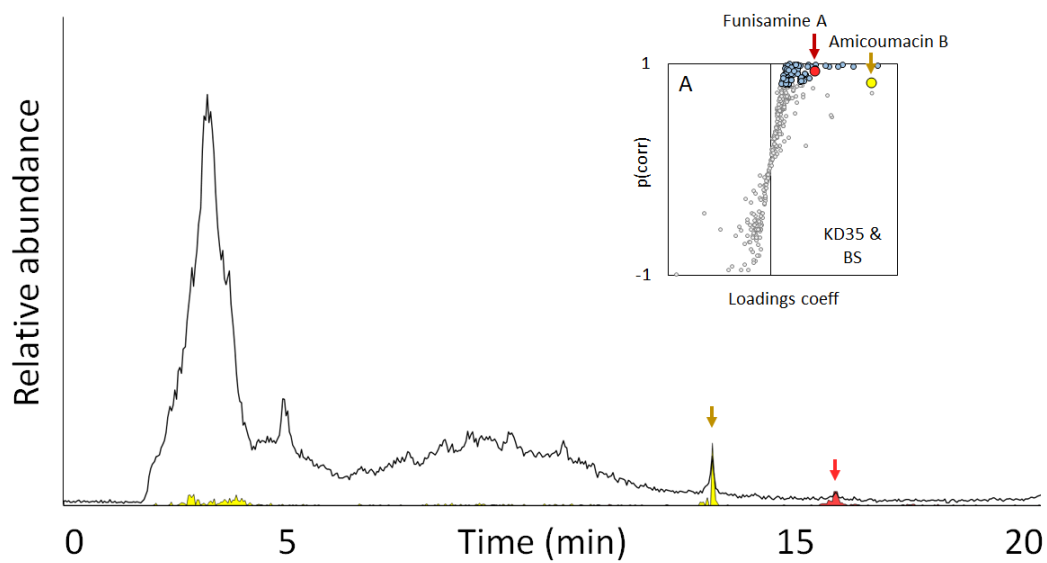 Funisamine A
Amicoumacin B
1
A
p(corr)
KD35 &
BS
-1
Loadings coeff
Relative abundance
0
5
Time (min)
15
20